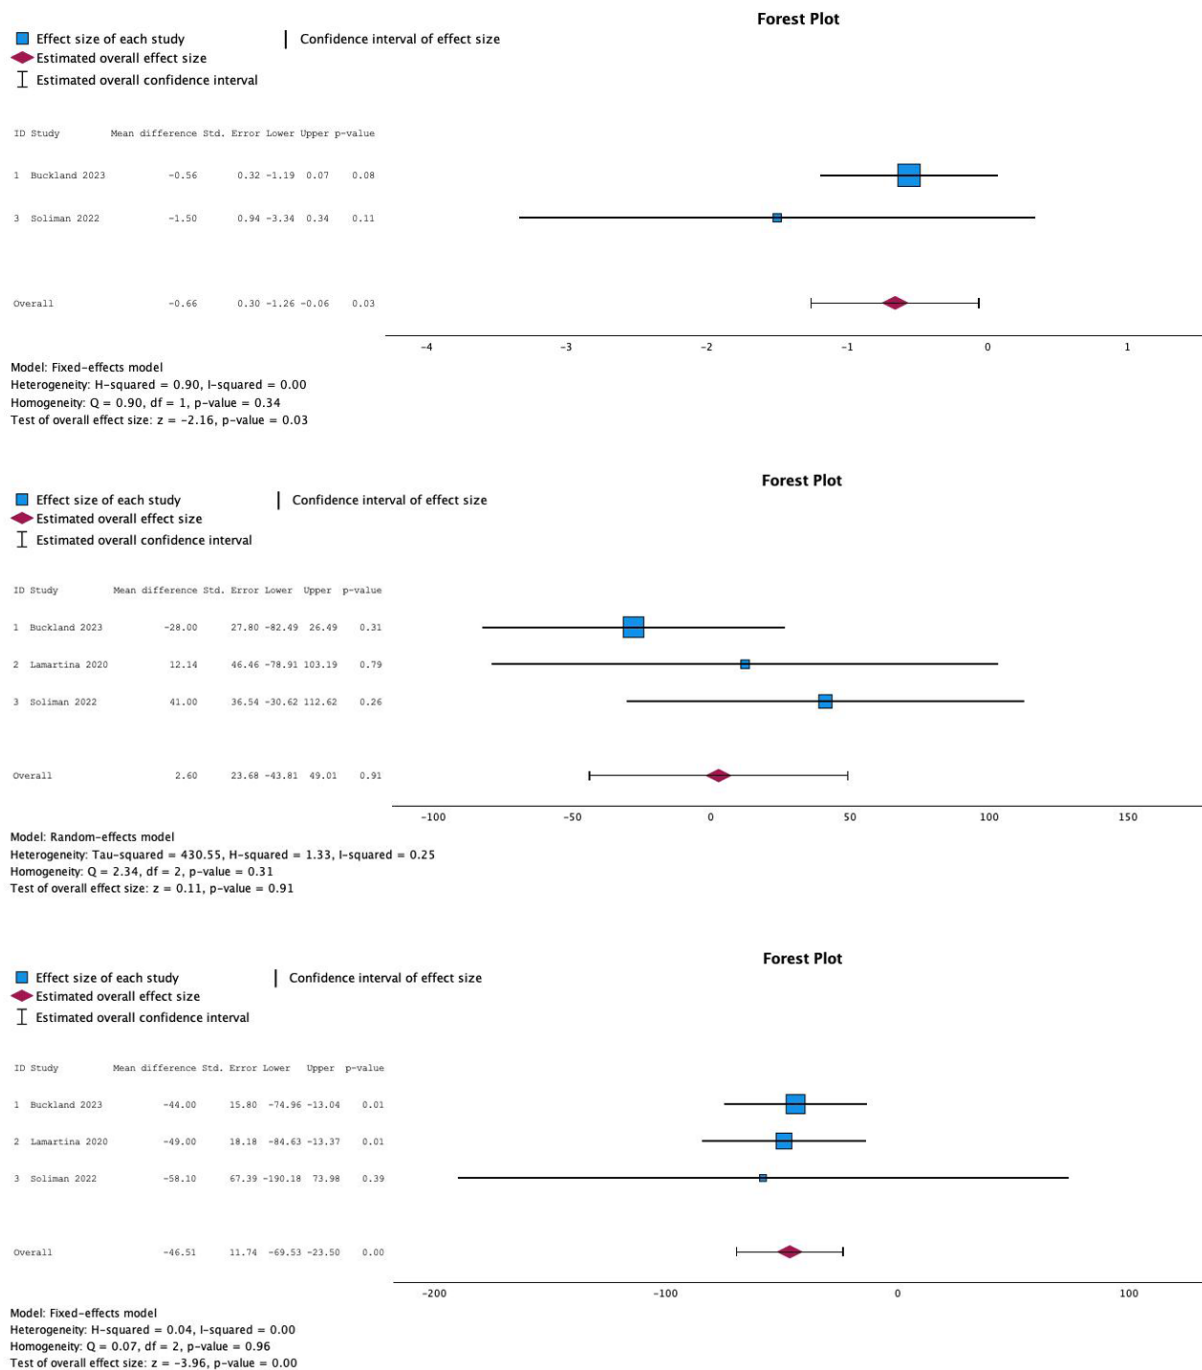 Forest Plot
Effect size of each study Confidence interval of effect size
Estimated overall effect size
Estimated overall confidence interval
ID Study Mean difference Std. Error Lower Upper p-value
1 Buckland 2023 -0.56 0.32 -1.19 0.07 0.08
3 Soliman 2022 -1.50 0.94 -3.34 0.34 0.11
Overall -0.66 0.30 -1.26 -0.06 0.03
-4 -3 -2 -1 0 1
Model: Fixed-effects model
Heterogeneity: H-squared = 0.90, I-squared = 0.00
Homogeneity: Q = 0.90, df = 1, p-value = 0.34
Test of overall effect size: z = -2.16, p-value = 0.03
Forest Plot
Effect size of each study Confidence interval of effect size
Estimated overall effect size
Estimated overall confidence interval
ID Study Mean difference Std. Error Lower Upper p-value
1 Buckland 2023 -28.00 27.80 -82.49 26.49 0.31
2 Lamartina 2020 12.14 46.46 -78.91 103.19 0.79
3 Soliman 2022 41.00 36.54 -30.62 112.62 0.26
Overall 2.60 23.68 -43.81 49.01 0.91
-100 -50 0 50 100 150
Model: Random-effects model
Heterogeneity: Tau-squared = 430.55, H-squared = 1.33, I-squared = 0.25
Homogeneity: Q = 2.34, df = 2, p-value = 0.31
Test of overall effect size: z = 0.11, p-value = 0.91
Forest Plot
Effect size of each study Confidence interval of effect size
Estimated overall effect size
Estimated overall confidence interval
ID Study Mean difference Std. Error Lower Upper p-value
1 Buckland 2023 -44.00 15.80 -74.96 -13.04 0.01
2 Lamartina 2020 -49.00 18.18 -84.63 -13.37 0.01
3 Soliman 2022 -58.10 67.39 -190.18 73.98 0.39
Overall -46.51 11.74 -69.53 -23.50 0.00
-200 -100 0 100
Model: Fixed-effects model
Heterogeneity: H-squared = 0.04, I-squared = 0.00
Homogeneity: Q = 0.07, df = 2, p-value = 0.96
Test of overall effect size: z = -3.96, p-value = 0.00